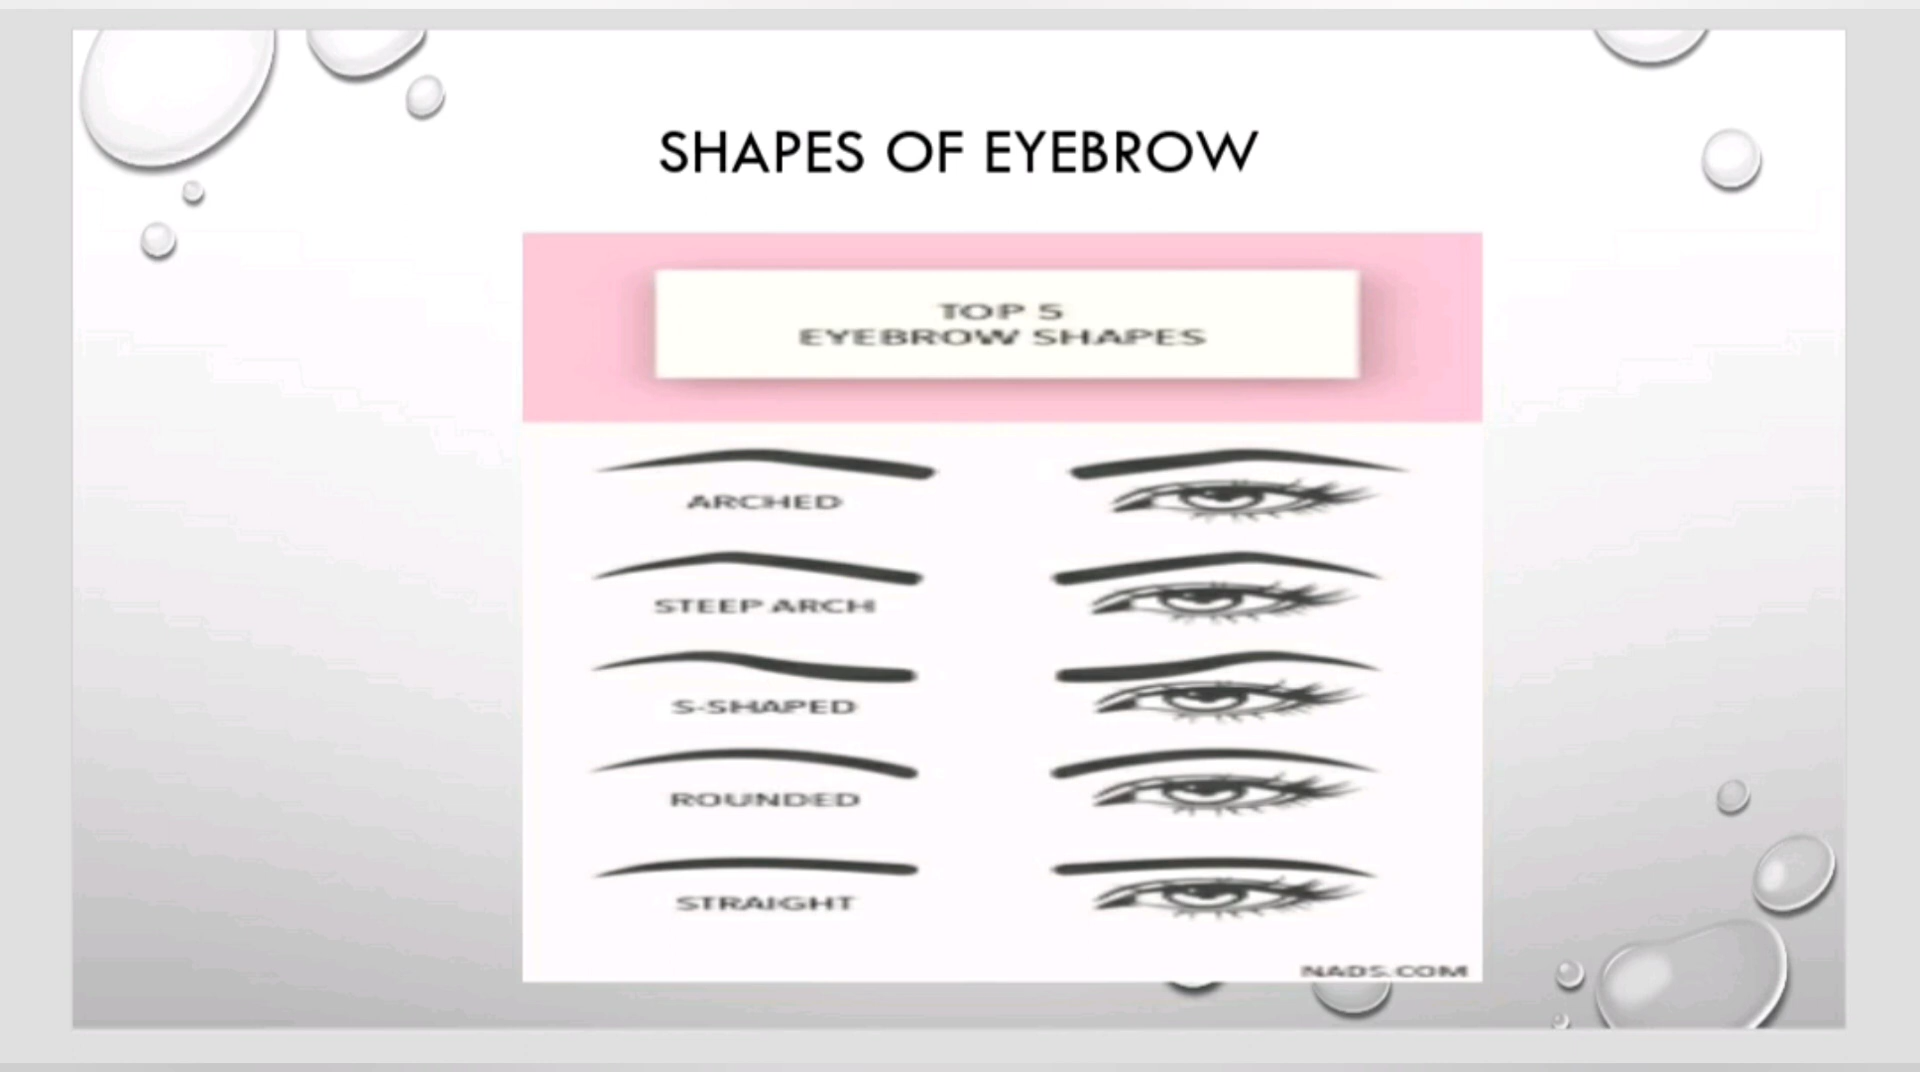 SHAPES OF EYEBROW
TOP 5
EYEBROW SHAPES
ARCHED
STEEP ARCH
S-SHAPED
ROUNDED
STRAIGHT
NADS.COM